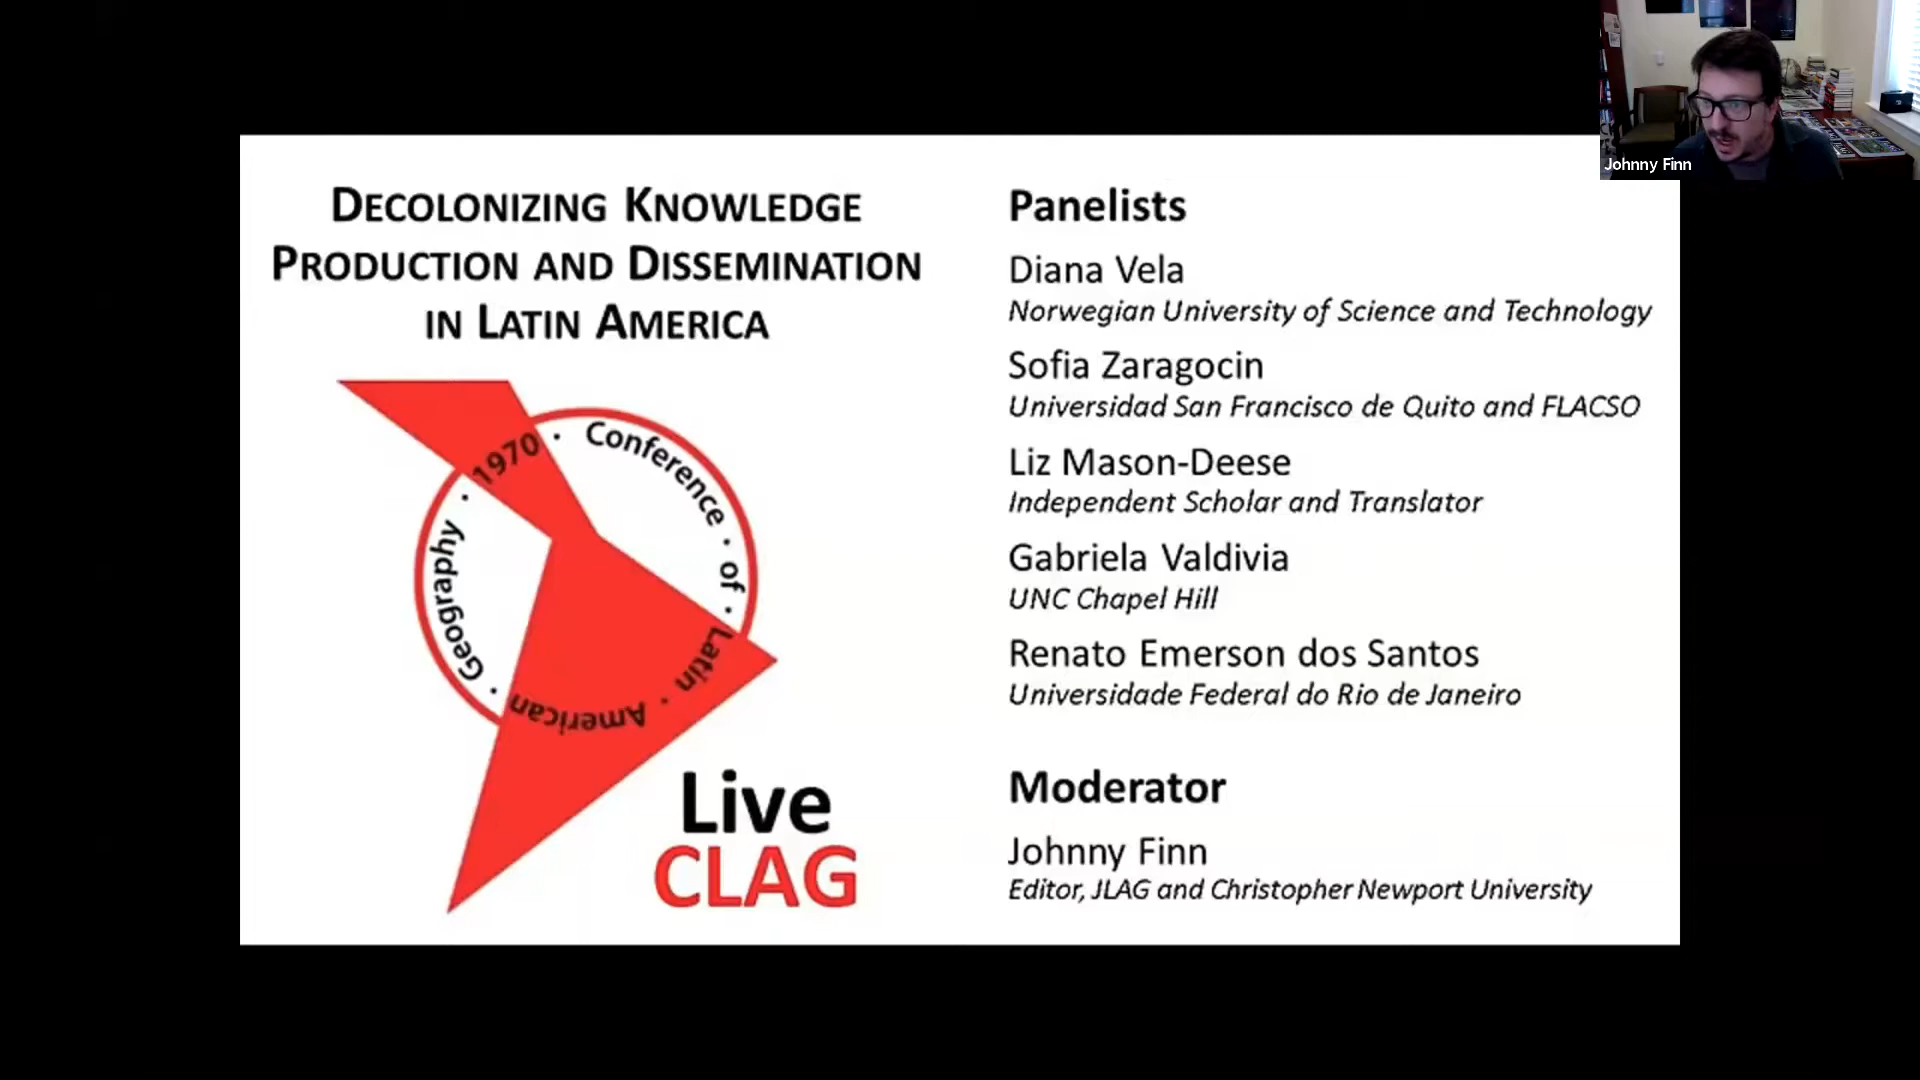 DECOLONIZING KNOWLEDGE
PRODUCTION AND DISSEMINATION
IN LATIN AMERICA
1970 · Conference · of · Latin · American · Geography ·
Live
CLAG
Panelists
Diana Vela
Norwegian University of Science and Technology
Sofia Zaragocin
Universidad San Francisco de Quito and FLACSO
Liz Mason-Deese
Independent Scholar and Translator
Gabriela Valdivia
UNC Chapel Hill
Renato Emerson dos Santos
Universidade Federal do Rio de Janeiro
Moderator
Johnny Finn
Editor, JLAG and Christopher Newport University
Johnny Finn